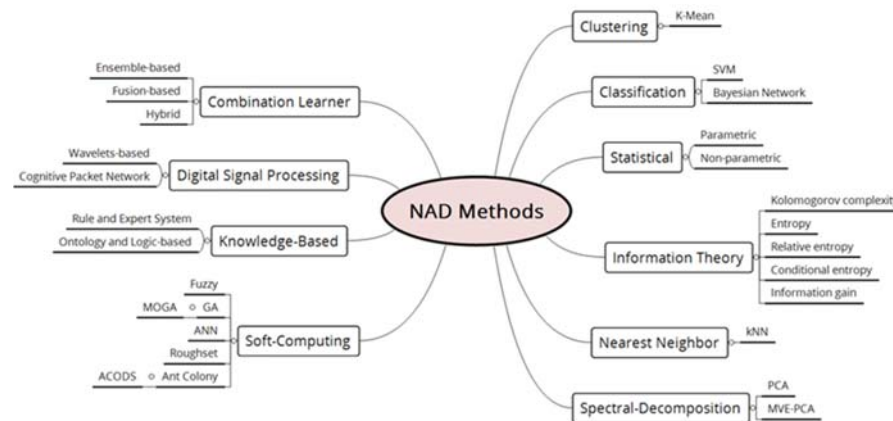 NAD Methods
Combination Learner
Ensemble-based
Fusion-based
Hybrid
Digital Signal Processing
Wavelets-based
Cognitive Packet Network
Knowledge-Based
Rule and Expert System
Ontology and Logic-based
Soft-Computing
Fuzzy
MOGA GA
ANN
Roughset
ACODS Ant Colony
Clustering
K-Mean
Classification
SVM
Bayesian Network
Statistical
Parametric
Non-parametric
Information Theory
Kolomogorov complexit
Entropy
Relative entropy
Conditional entropy
Information gain
Nearest Neighbor
kNN
Spectral-Decomposition
PCA
MVE-PCA